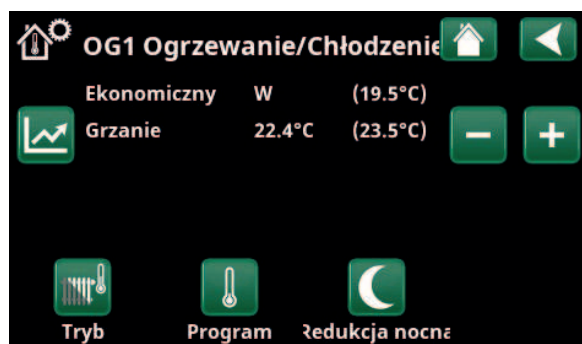 OG1 Ogrzewanie/Chłodzenie
Ekonomiczny W (19.5°C)
Grzanie 22.4°C (23.5°C)
Tryb Program Redukcja nocna